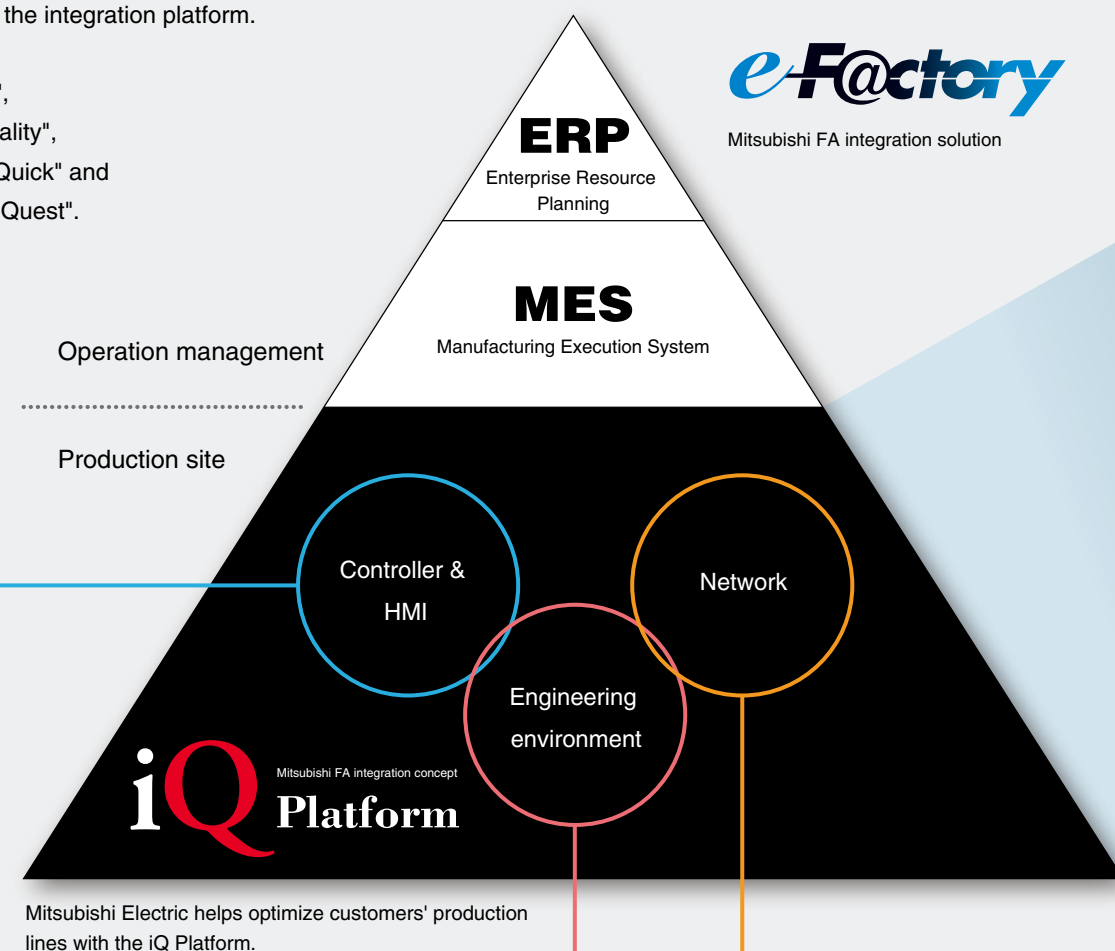 the integration platform.
",
ality",
Quick" and
Quest".
e-F@ctory
Mitsubishi FA integration solution
ERP
Enterprise Resource
Planning
MES
Manufacturing Execution System
Operation management
Production site
Controller &
HMI
Network
Engineering
environment
iQ
Mitsubishi FA integration concept
Platform
Mitsubishi Electric helps optimize customers' production
lines with the iQ Platform.